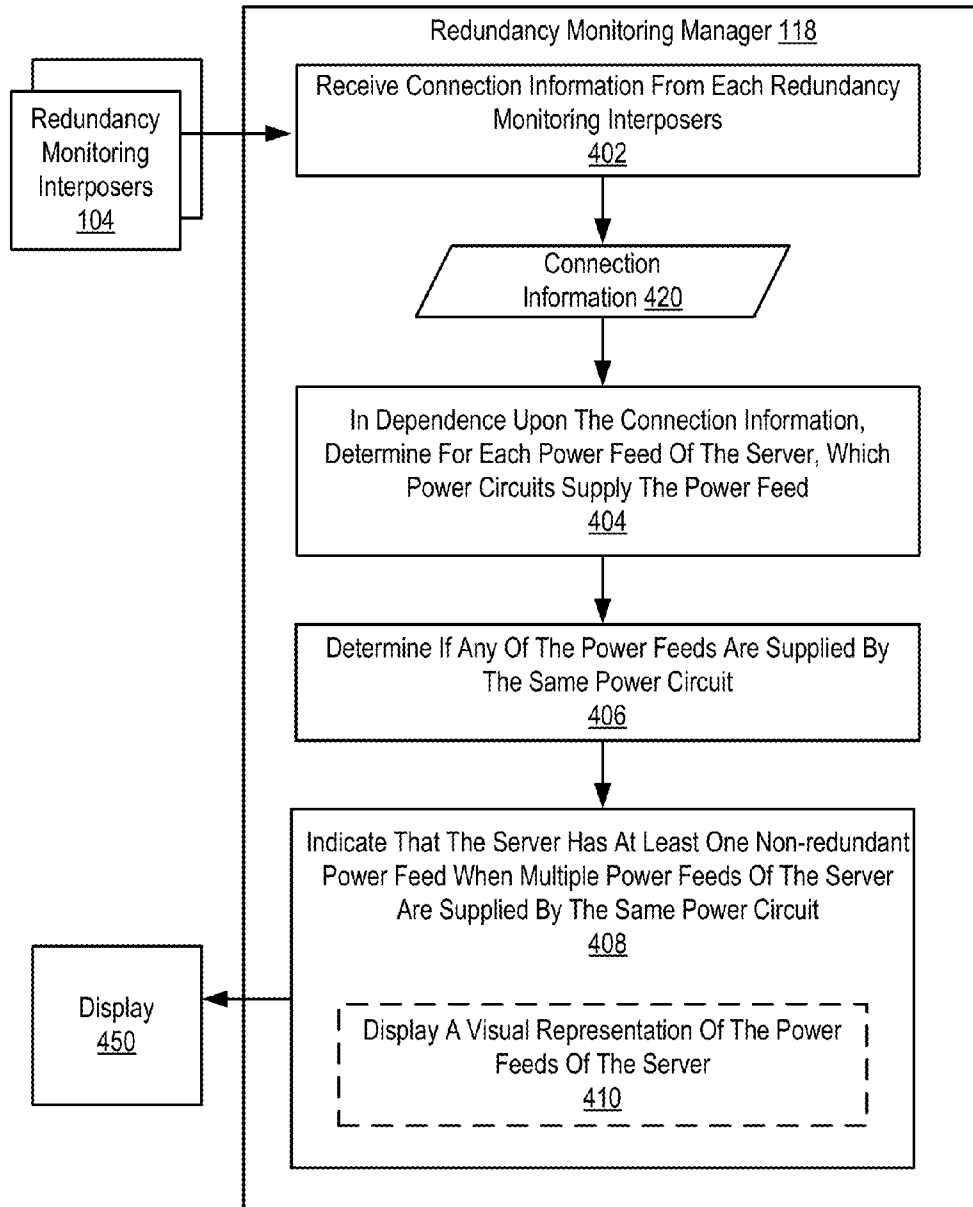 Redundancy Monitoring Manager 118
Receive Connection Information From Each Redundancy
Monitoring Interposers
402
Redundancy
Monitoring
Interposers
104
Connection
Information 420
In Dependence Upon The Connection Information,
Determine For Each Power Feed Of The Server, Which
Power Circuits Supply The Power Feed
404
Determine If Any Of The Power Feeds Are Supplied By
The Same Power Circuit
406
Indicate That The Server Has At Least One Non-redundant
Power Feed When Multiple Power Feeds Of The Server
Are Supplied By The Same Power Circuit
408
Display
450
Display A Visual Representation Of The Power
Feeds Of The Server
410